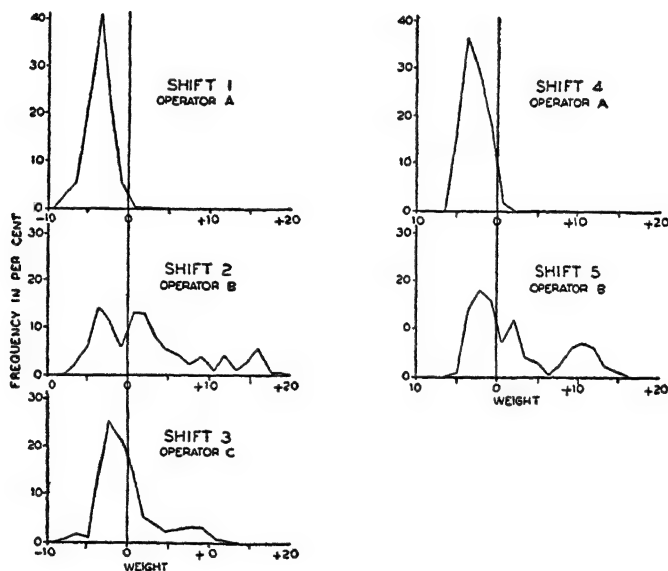 40
30
20
10
0
-10 0 +10 +20
SHIFT 1
OPERATOR A
40
30
20
10
0
10 0 +10 +20
SHIFT 4
OPERATOR A
FREQUENCY IN PER CENT
30
20
10
0
0 +10 +20
SHIFT 2
OPERATOR B
30
20
0
0
10 0 +10 +20
WEIGHT
SHIFT 5
OPERATOR B
30
20
10
0
-10 0 + 0 +20
WEIGHT
SHIFT 3
OPERATOR C